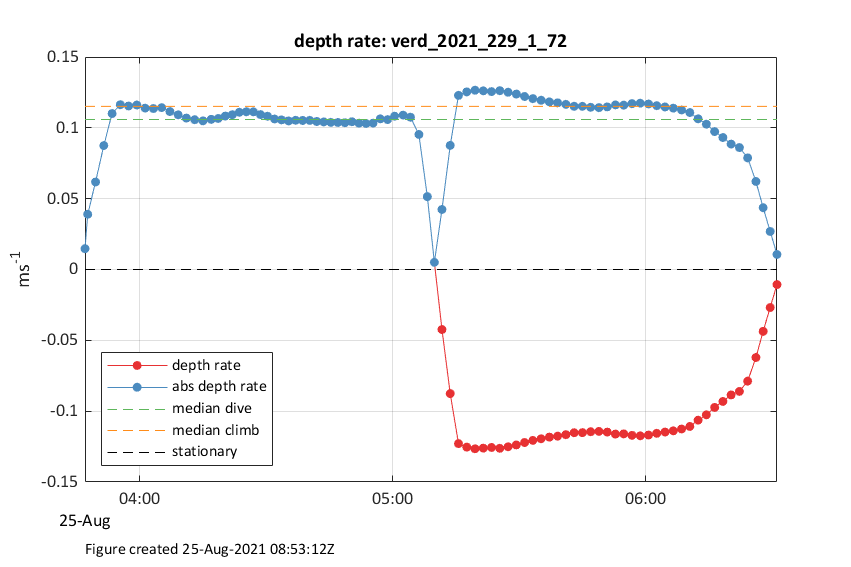 depth rate: verd_2021_229_1_72
0.15
0.1
0.05
0
-0.05
-0.1
-0.15
ms⁻¹
depth rate
abs depth rate
median dive
median climb
stationary
04:00 05:00 06:00
25-Aug
Figure created 25-Aug-2021 08:53:12Z